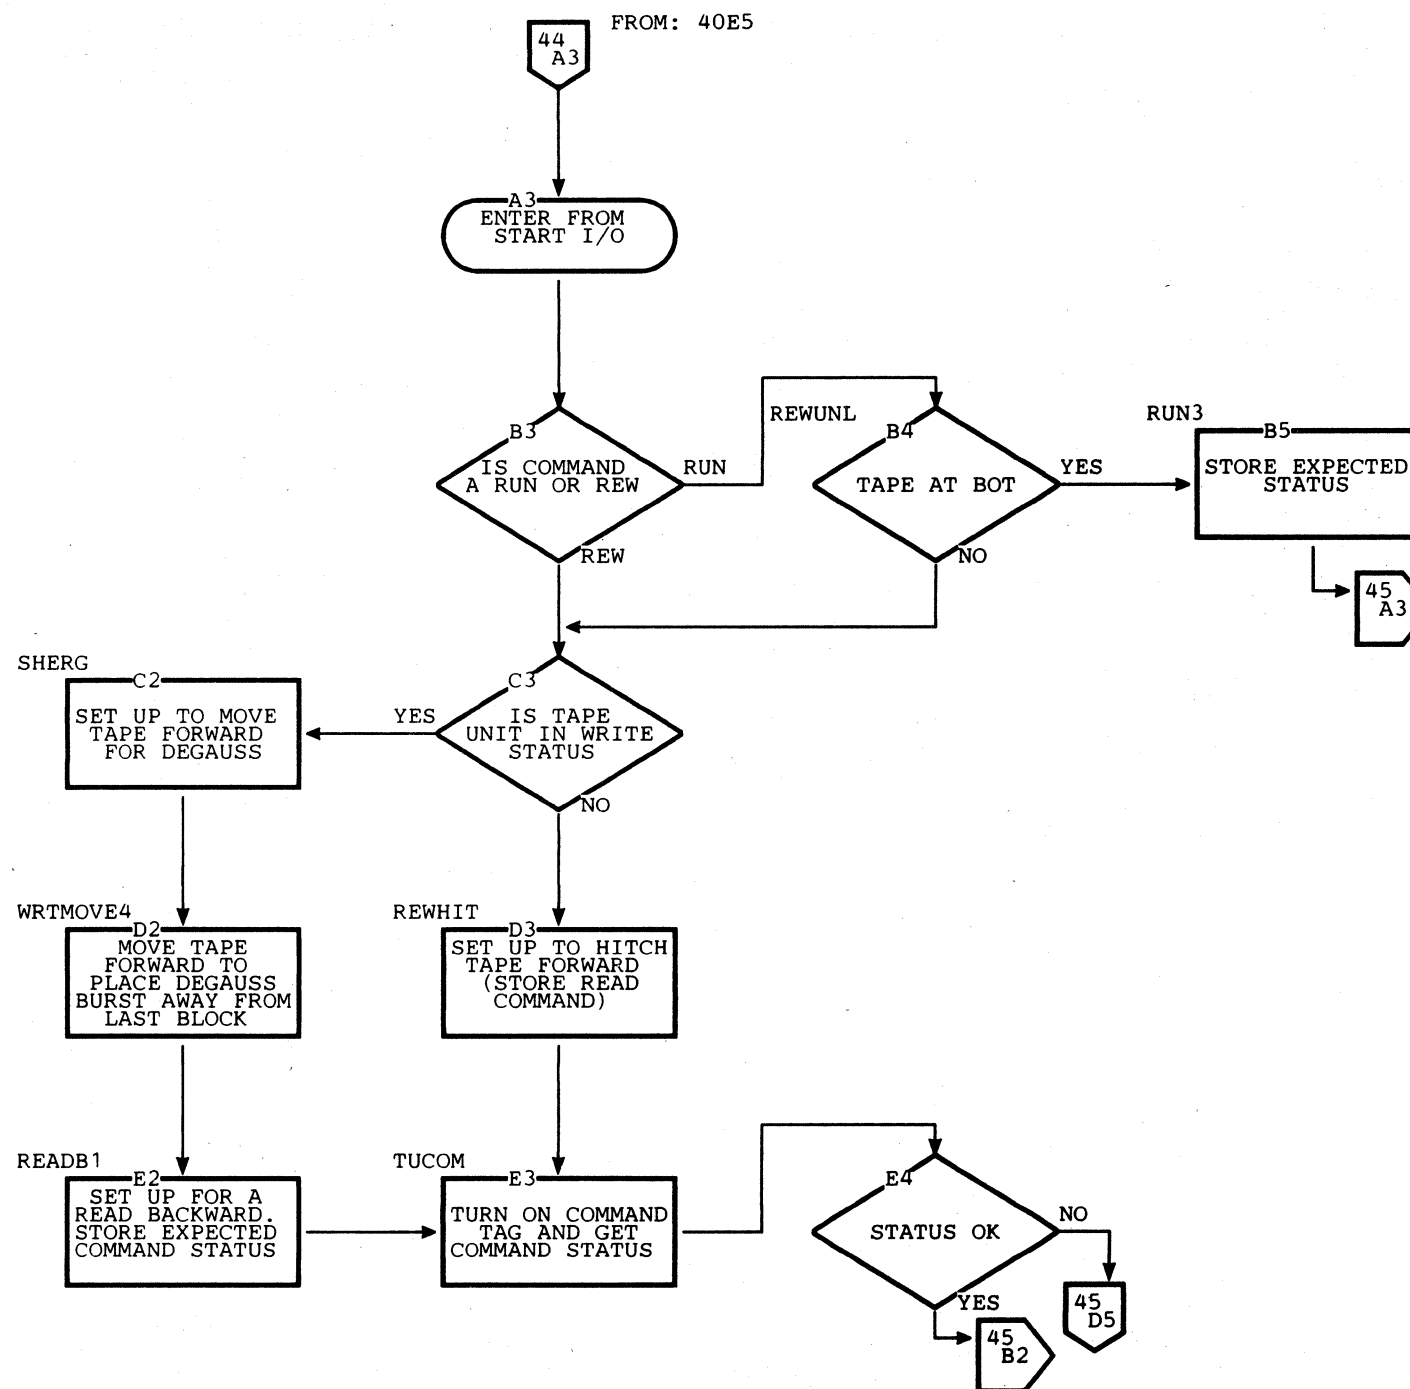 FROM: 40E5
44
A3
A3
ENTER FROM
START I/O
B3
IS COMMAND
A RUN OR REW
RUN
REW
REWUNL
B4
TAPE AT BOT
YES
NO
RUN3
B5
STORE EXPECTED
STATUS
45
A3
SHERG
C2
SET UP TO MOVE
TAPE FORWARD
FOR DEGAUSS
YES
C3
IS TAPE
UNIT IN WRITE
STATUS
NO
WRTMOVE4
D2
MOVE TAPE
FORWARD TO
PLACE DEGAUSS
BURST AWAY FROM
LAST BLOCK
REWHIT
D3
SET UP TO HITCH
TAPE FORWARD
(STORE READ
COMMAND)
READB1
E2
SET UP FOR A
READ BACKWARD.
STORE EXPECTED
COMMAND STATUS
TUCOM
E3
TURN ON COMMAND
TAG AND GET
COMMAND STATUS
E4
STATUS OK
NO
YES
45
D5
45
B2